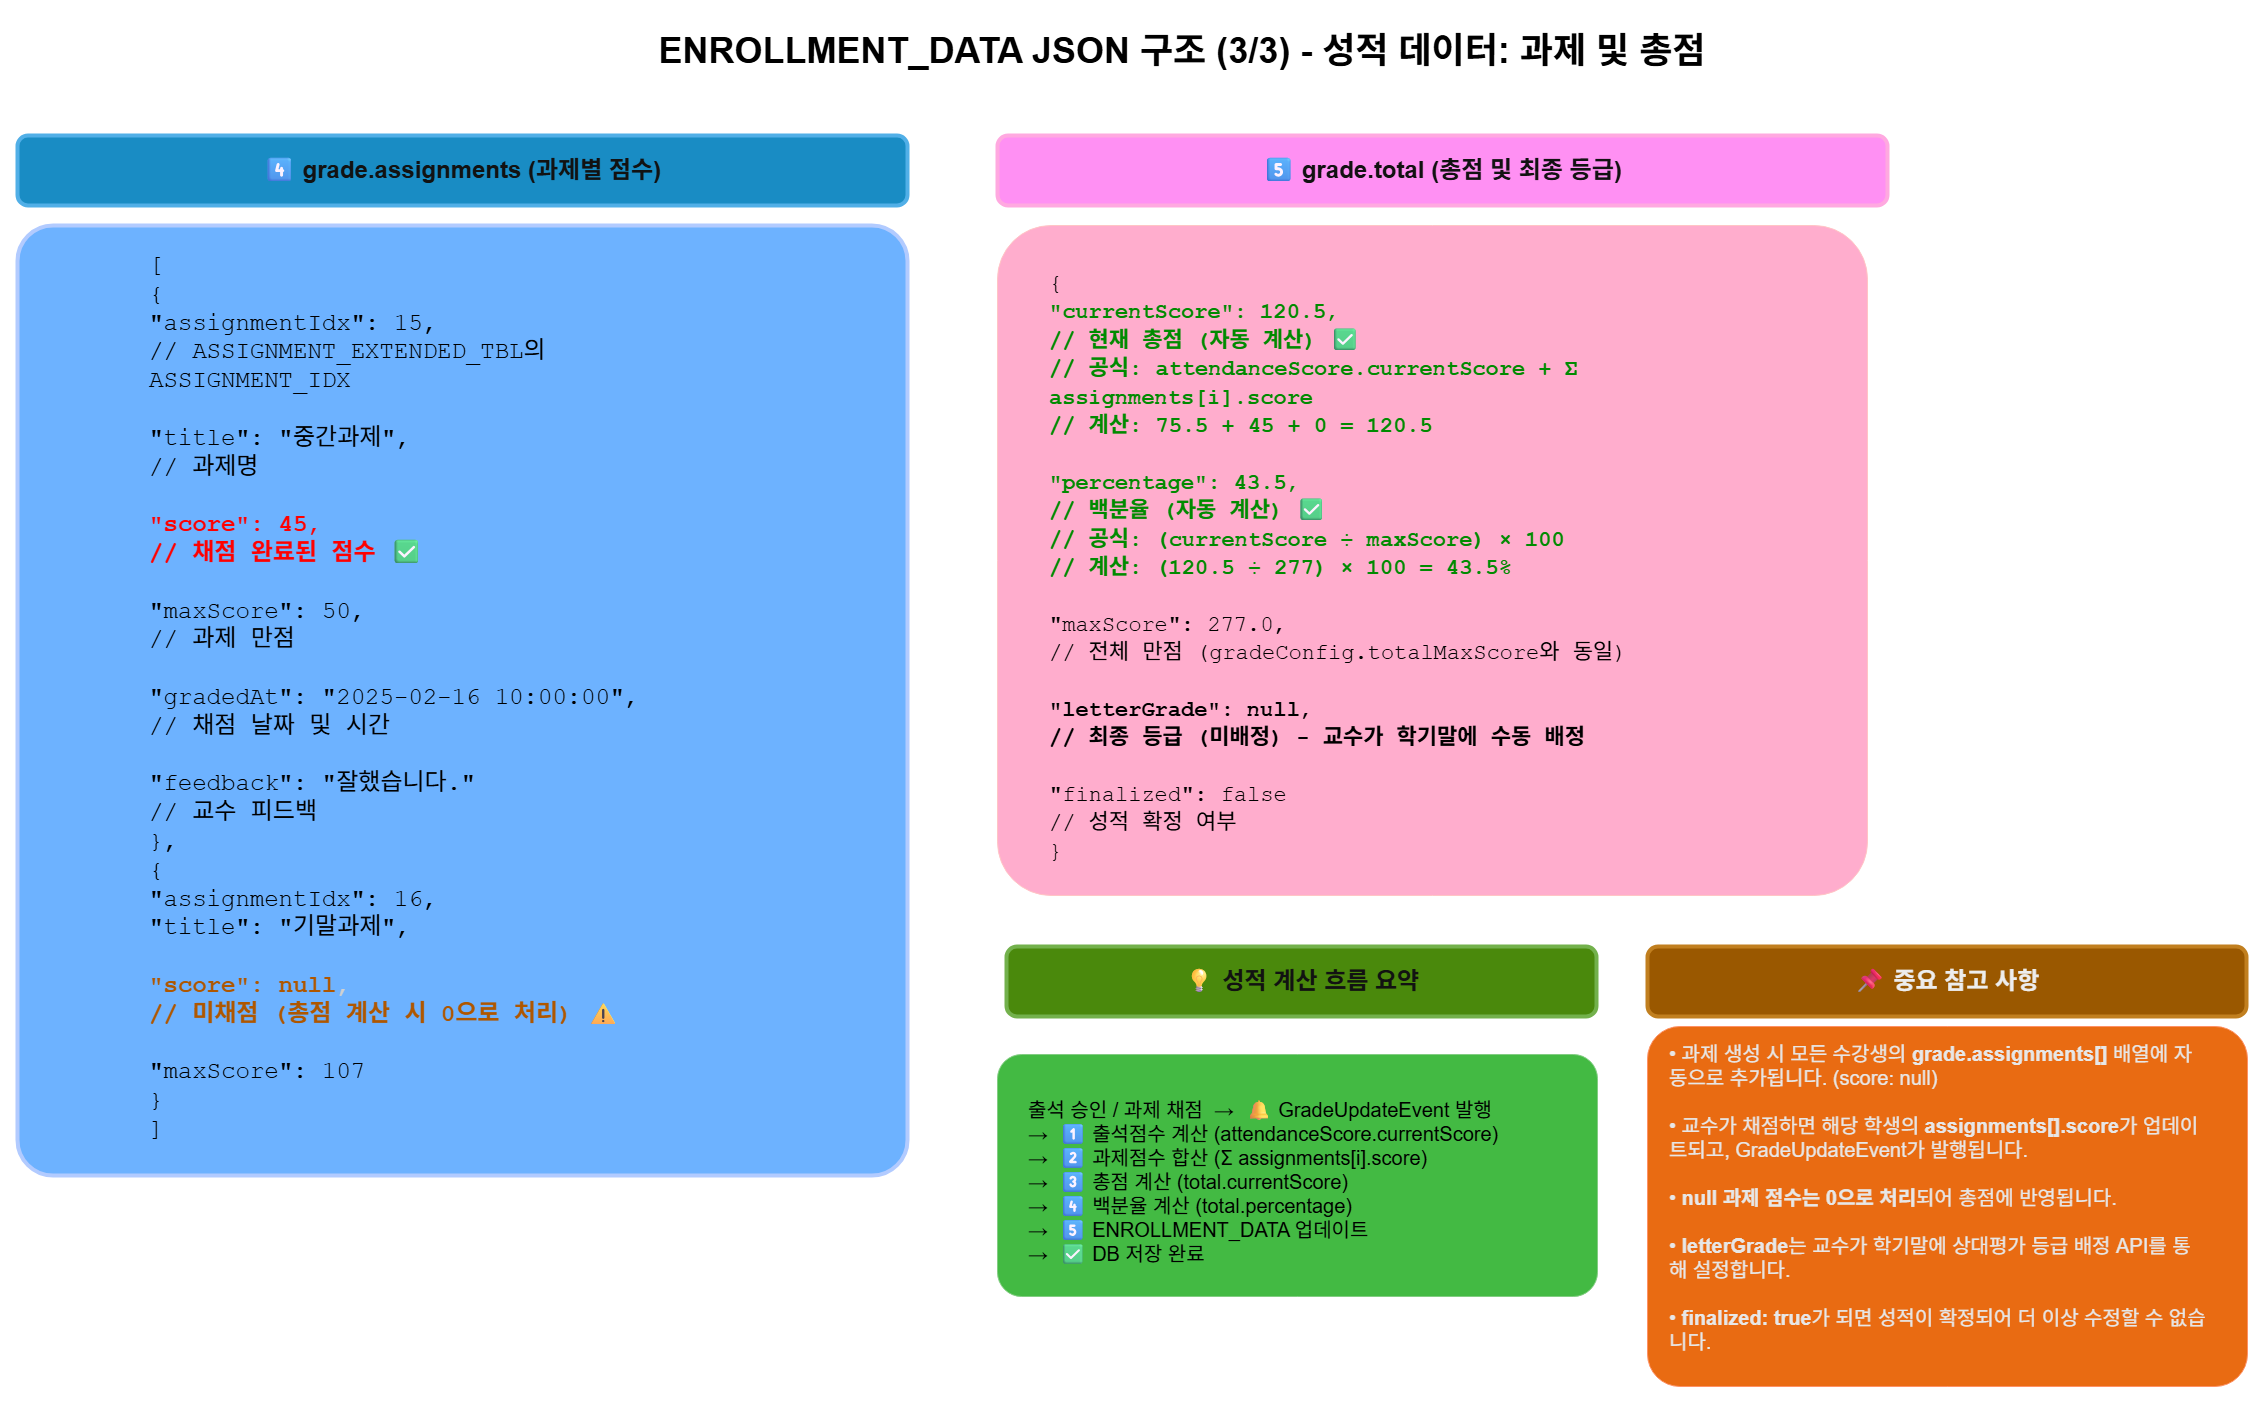 ENROLLMENT_DATA JSON 구조 (3/3) - 성적 데이터: 과제 및 총점
4️⃣ grade.assignments (과제별 점수)
[
{
"assignmentIdx": 15,
// ASSIGNMENT_EXTENDED_TBL의
ASSIGNMENT_IDX
"title": "중간과제",
// 과제명
"score": 45,
// 채점 완료된 점수 ✅
"maxScore": 50,
// 과제 만점
"gradedAt": "2025-02-16 10:00:00",
// 채점 날짜 및 시간
"feedback": "잘했습니다."
// 교수 피드백
},
{
"assignmentIdx": 16,
"title": "기말과제",
"score": null,
// 미채점 (총점 계산 시 0으로 처리) ⚠️
"maxScore": 107
}
]
5️⃣ grade.total (총점 및 최종 등급)
{
"currentScore": 120.5,
// 현재 총점 (자동 계산) ✅
// 공식: attendanceScore.currentScore + Σ
assignments[i].score
// 계산: 75.5 + 45 + 0 = 120.5
"percentage": 43.5,
// 백분율 (자동 계산) ✅
// 공식: (currentScore ÷ maxScore) × 100
// 계산: (120.5 ÷ 277) × 100 = 43.5%
"maxScore": 277.0,
// 전체 만점 (gradeConfig.totalMaxScore와 동일)
"letterGrade": null,
// 최종 등급 (미배정) - 교수가 학기말에 수동 배정
"finalized": false
// 성적 확정 여부
}
💡 성적 계산 흐름 요약
출석 승인 / 과제 채점 → 🔔 GradeUpdateEvent 발행
→ 1️⃣ 출석점수 계산 (attendanceScore.currentScore)
→ 2️⃣ 과제점수 합산 (Σ assignments[i].score)
→ 3️⃣ 총점 계산 (total.currentScore)
→ 4️⃣ 백분율 계산 (total.percentage)
→ 5️⃣ ENROLLMENT_DATA 업데이트
→ ✅ DB 저장 완료
📌 중요 참고 사항
• 과제 생성 시 모든 수강생의 grade.assignments[] 배열에 자
동으로 추가됩니다. (score: null)
• 교수가 채점하면 해당 학생의 assignments[].score가 업데이
트되고, GradeUpdateEvent가 발행됩니다.
• null 과제 점수는 0으로 처리되어 총점에 반영됩니다.
• letterGrade는 교수가 학기말에 상대평가 등급 배정 API를 통
해 설정합니다.
• finalized: true가 되면 성적이 확정되어 더 이상 수정할 수 없습
니다.